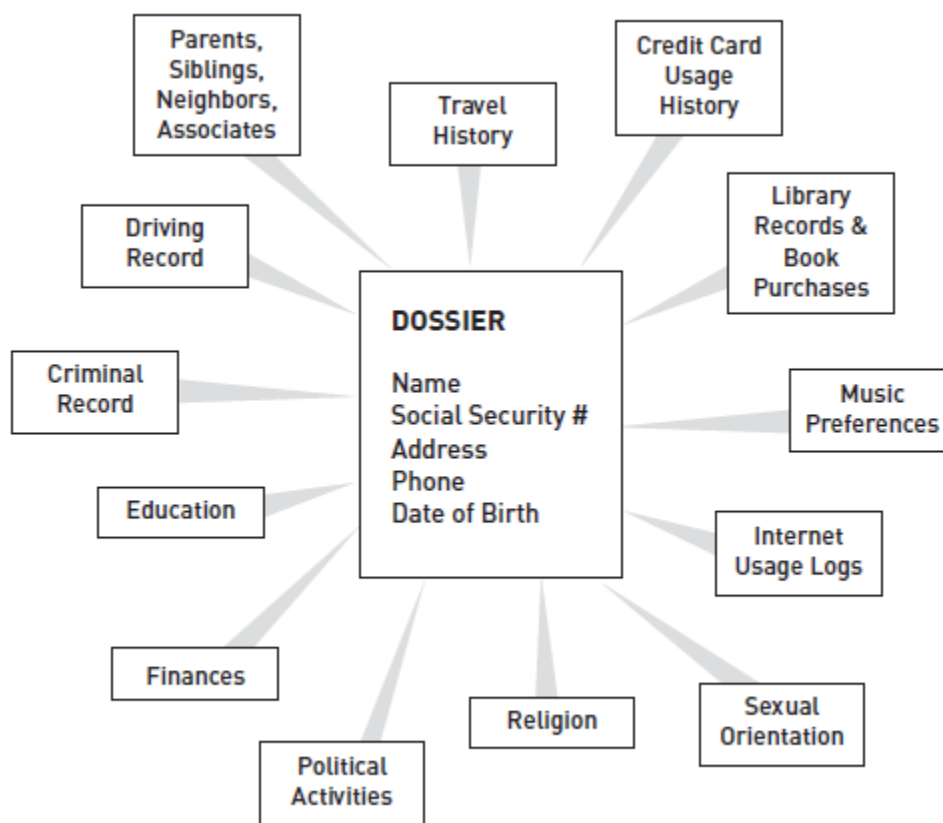 Parents,
Siblings,
Neighbors,
Associates
Travel
History
Credit Card
Usage
History
Driving
Record
Library
Records &
Book
Purchases
DOSSIER
Name
Social Security #
Address
Phone
Date of Birth
Criminal
Record
Music
Preferences
Education
Internet
Usage Logs
Finances
Political
Activities
Religion
Sexual
Orientation